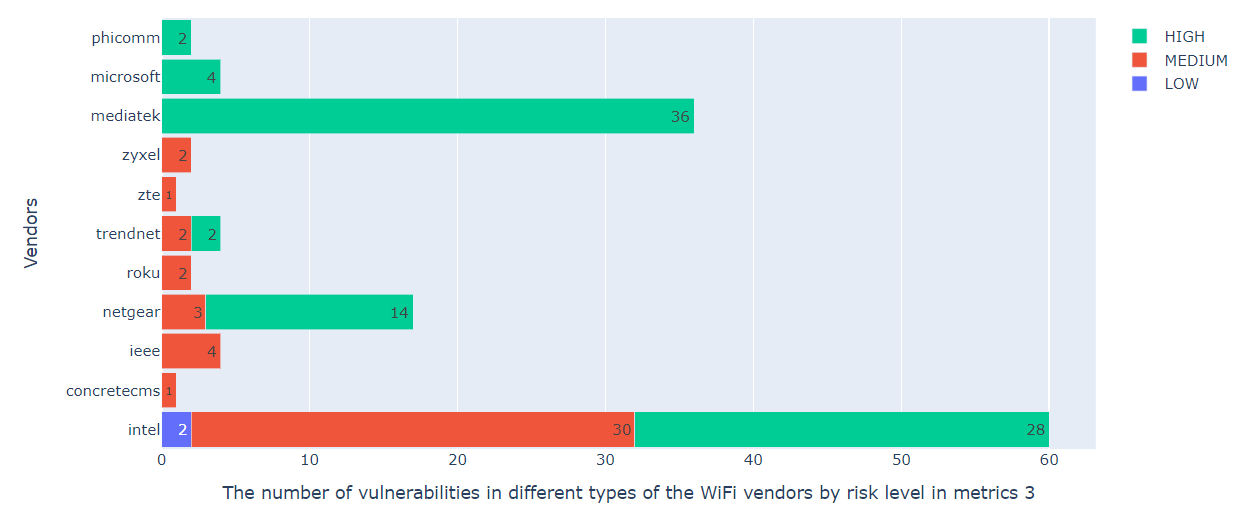 phicomm 2
microsoft 4
mediatek 36
zyxel 2
zte 1
trendnet 2 2
roku 2
netgear 3 14
ieee 4
concretecms 1
intel 2 30 28
0 10 20 30 40 50 60
The number of vulnerabilities in different types of the WiFi vendors by risk level in metrics 3
Vendors
HIGH
MEDIUM
LOW